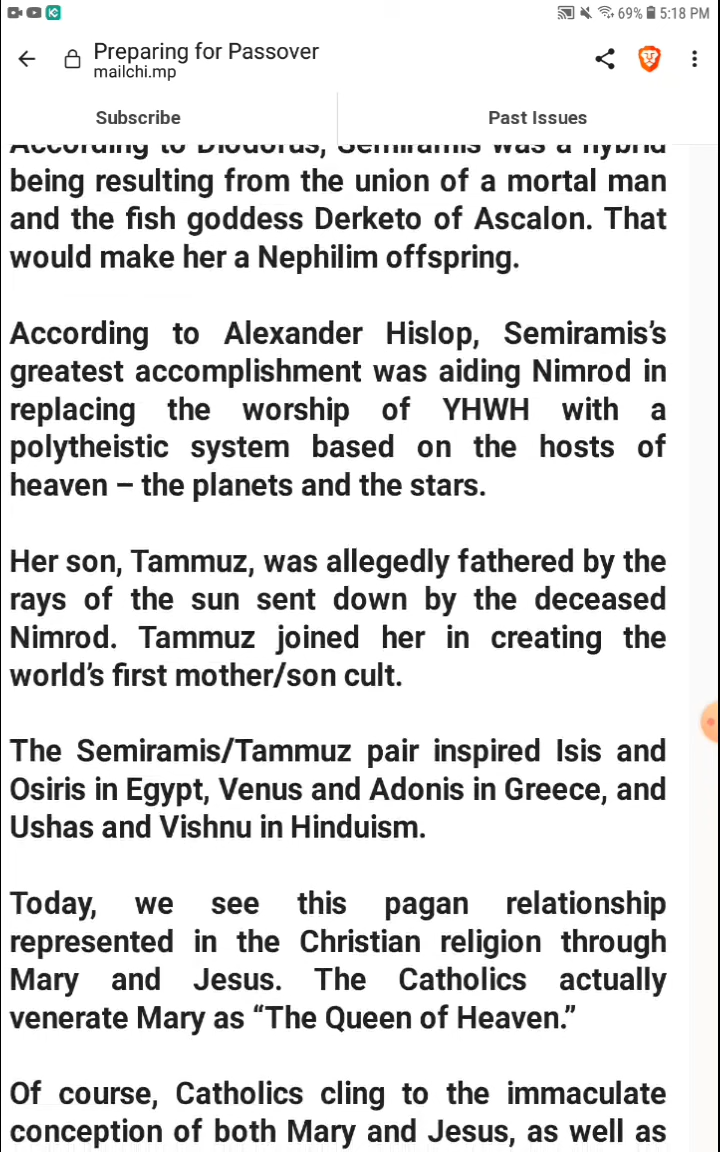 69% 5:18 PM
Preparing for Passover
mailchi.mp
Subscribe Past Issues
According to Diodorus, Semiramis was a hybrid
being resulting from the union of a mortal man
and the fish goddess Derketo of Ascalon. That
would make her a Nephilim offspring.
According to Alexander Hislop, Semiramis's
greatest accomplishment was aiding Nimrod in
replacing the worship of YHWH with a
polytheistic system based on the hosts of
heaven – the planets and the stars.
Her son, Tammuz, was allegedly fathered by the
rays of the sun sent down by the deceased
Nimrod. Tammuz joined her in creating the
world's first mother/son cult.
The Semiramis/Tammuz pair inspired Isis and
Osiris in Egypt, Venus and Adonis in Greece, and
Ushas and Vishnu in Hinduism.
Today, we see this pagan relationship
represented in the Christian religion through
Mary and Jesus. The Catholics actually
venerate Mary as “The Queen of Heaven.”
Of course, Catholics cling to the immaculate
conception of both Mary and Jesus, as well as